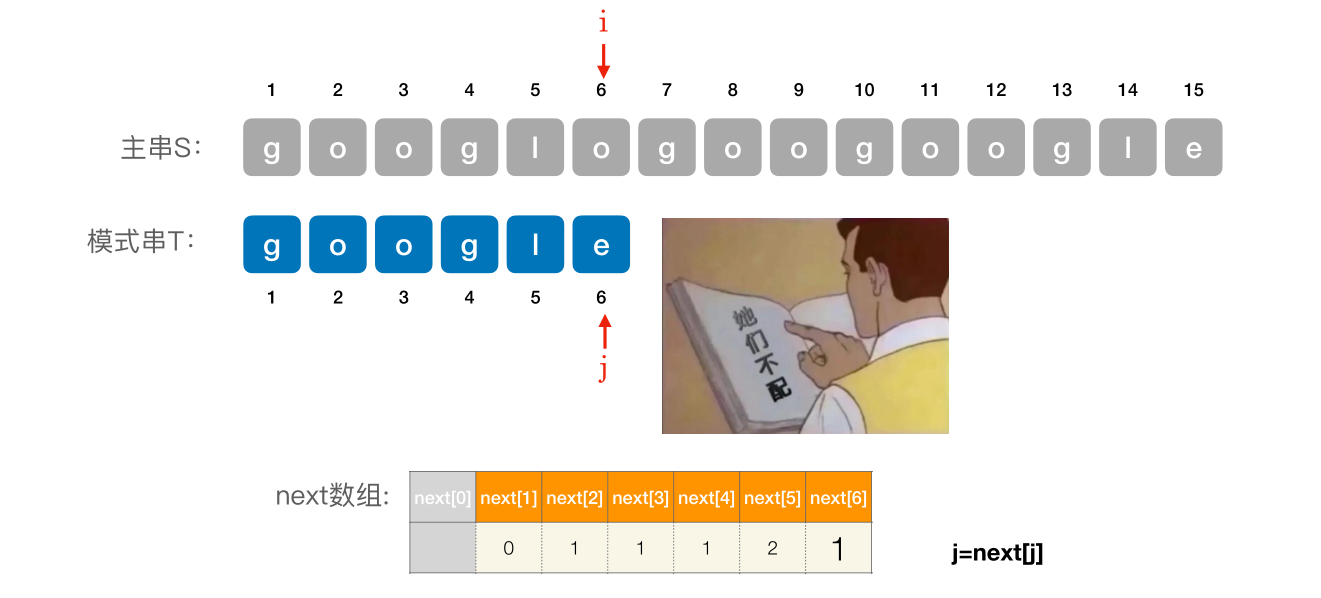 i
1 2 3 4 5 6 7 8 9 10 11 12 13 14 15
主串S: g o o g l o g o o g o o g l e
模式串T: g o o g l e
1 2 3 4 5 6
j
她们不配
next数组: next[0] next[1] next[2] next[3] next[4] next[5] next[6]
0 1 1 1 2 1
j=next[j]